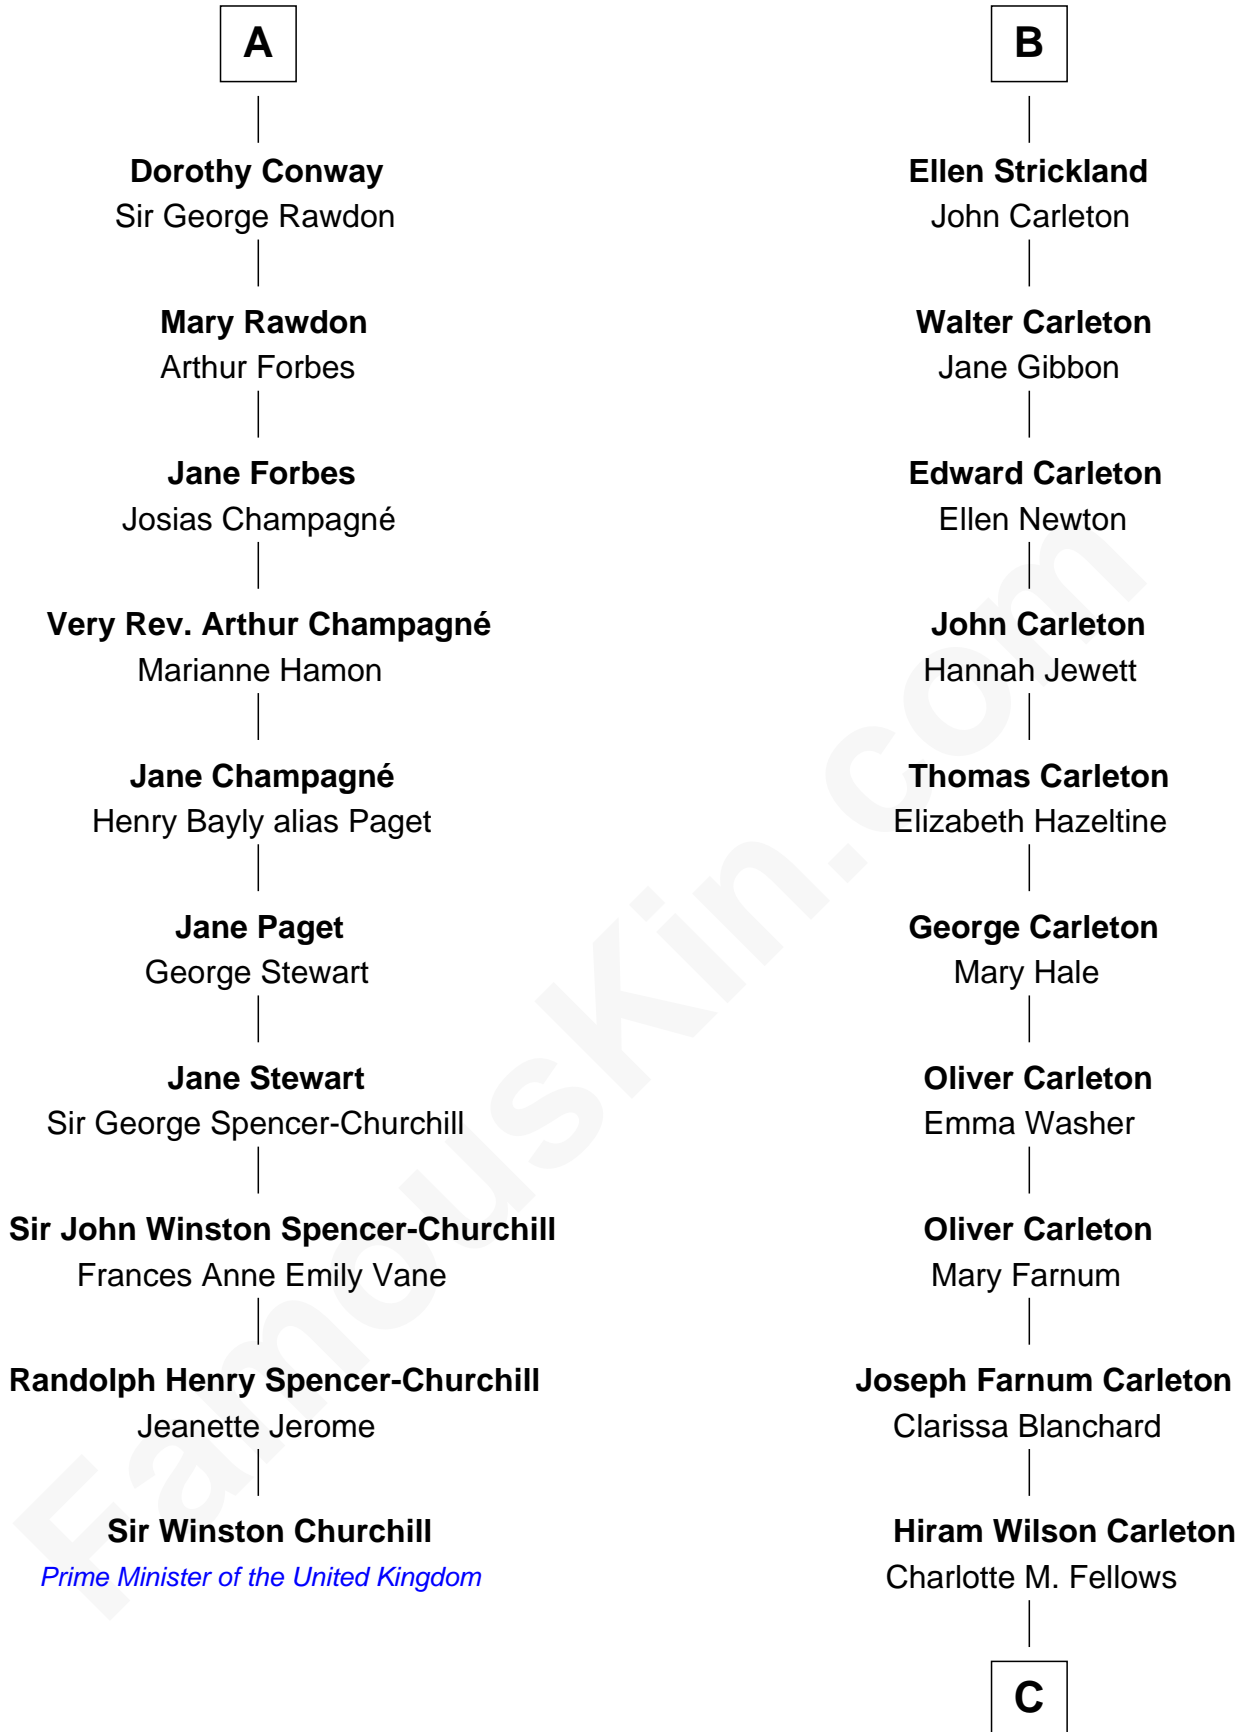 A
Dorothy Conway
Sir George Rawdon
Mary Rawdon
Arthur Forbes
Jane Forbes
Josias Champagné
Very Rev. Arthur Champagné
Marianne Hamon
Jane Champagné
Henry Bayly alias Paget
Jane Paget
George Stewart
Jane Stewart
Sir George Spencer-Churchill
Sir John Winston Spencer-Churchill
Frances Anne Emily Vane
Randolph Henry Spencer-Churchill
Jeanette Jerome
Sir Winston Churchill
Prime Minister of the United Kingdom
B
Ellen Strickland
John Carleton
Walter Carleton
Jane Gibbon
Edward Carleton
Ellen Newton
John Carleton
Hannah Jewett
Thomas Carleton
Elizabeth Hazeltine
George Carleton
Mary Hale
Oliver Carleton
Emma Washer
Oliver Carleton
Mary Farnum
Joseph Farnum Carleton
Clarissa Blanchard
Hiram Wilson Carleton
Charlotte M. Fellows
C
FamousKin.com